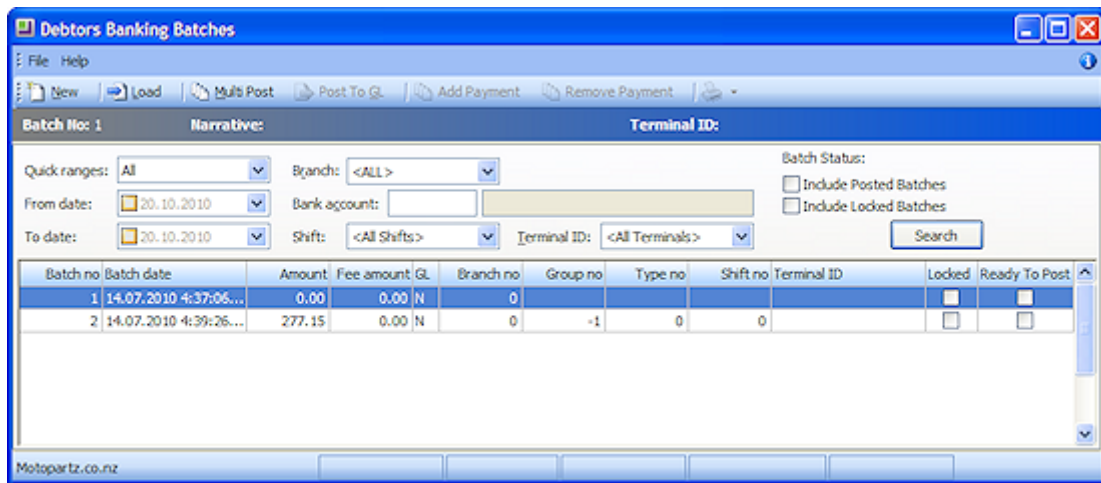 Debtors Banking Batches
File Help
New Load Multi Post Post To GL Add Payment Remove Payment
Batch No: 1 Narrative: Terminal ID:
Quick ranges: All Branch: <ALL> Batch Status:
Include Posted Batches
From date: 20.10.2010 Bank account: Include Locked Batches
To date: 20.10.2010 Shift: <All Shifts> Terminal ID: <All Terminals> Search
Batch no Batch date Amount Fee amount GL Branch no Group no Type no Shift no Terminal ID Locked Ready To Post
1 14.07.2010 4:37:06... 0.00 0.00 N 0
2 14.07.2010 4:39:26... 277.15 0.00 N 0 -1 0 0
Motopartz.co.nz